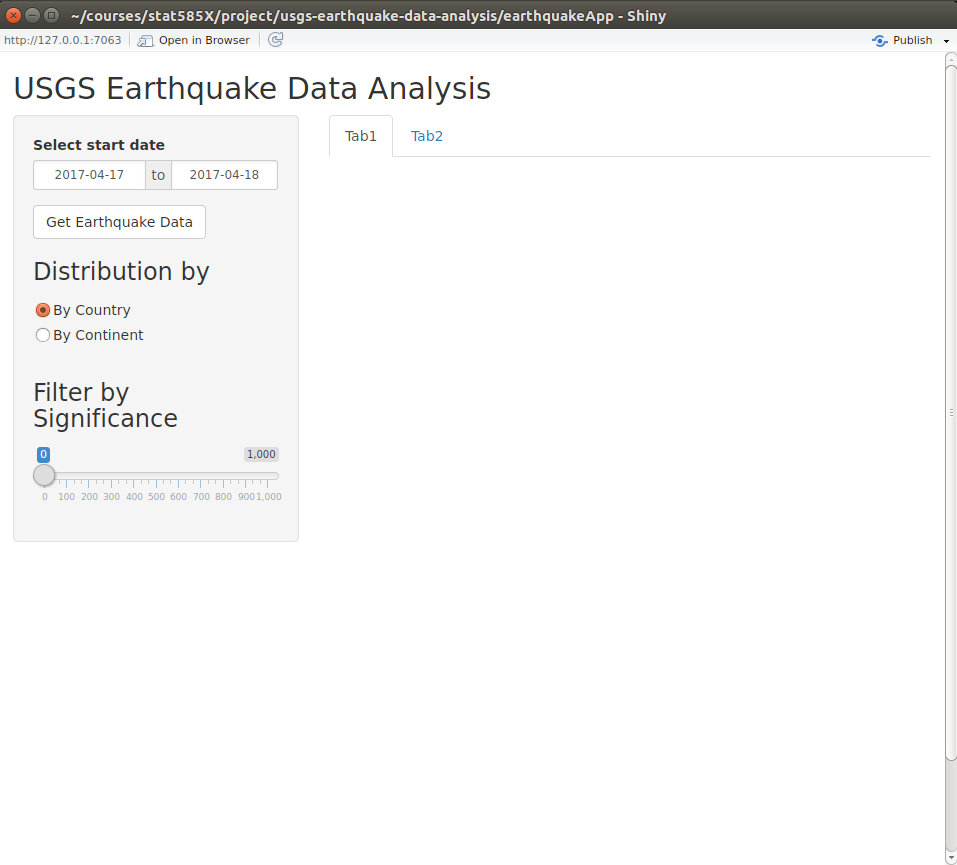 ~/courses/stat585X/project/usgs-earthquake-data-analysis/earthquakeApp - Shiny
http://127.0.0.1:7063 Open in Browser Publish
USGS Earthquake Data Analysis
Select start date
2017-04-17 to 2017-04-18
Get Earthquake Data
Distribution by
By Country
By Continent
Filter by
Significance
0 1,000
0 100 200 300 400 500 600 700 800 900 1,000
Tab1 Tab2